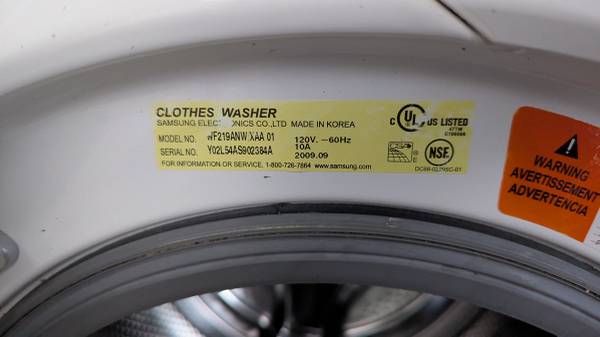 CLOTHES WASHER
SAMSUNG ELECTRONICS CO.,LTD MADE IN KOREA
MODEL NO. WF219ANW/XAA 01 120V. ~60Hz
10A
SERIAL NO. Y02L54AS902384A 2009.09
FOR INFORMATION OR SERVICE, 1-800-726-7864 www.samsung.com
C UL US LISTED
477M
NSF
®
WARNING
AVERTISSEMENT
ADVERTENCIA